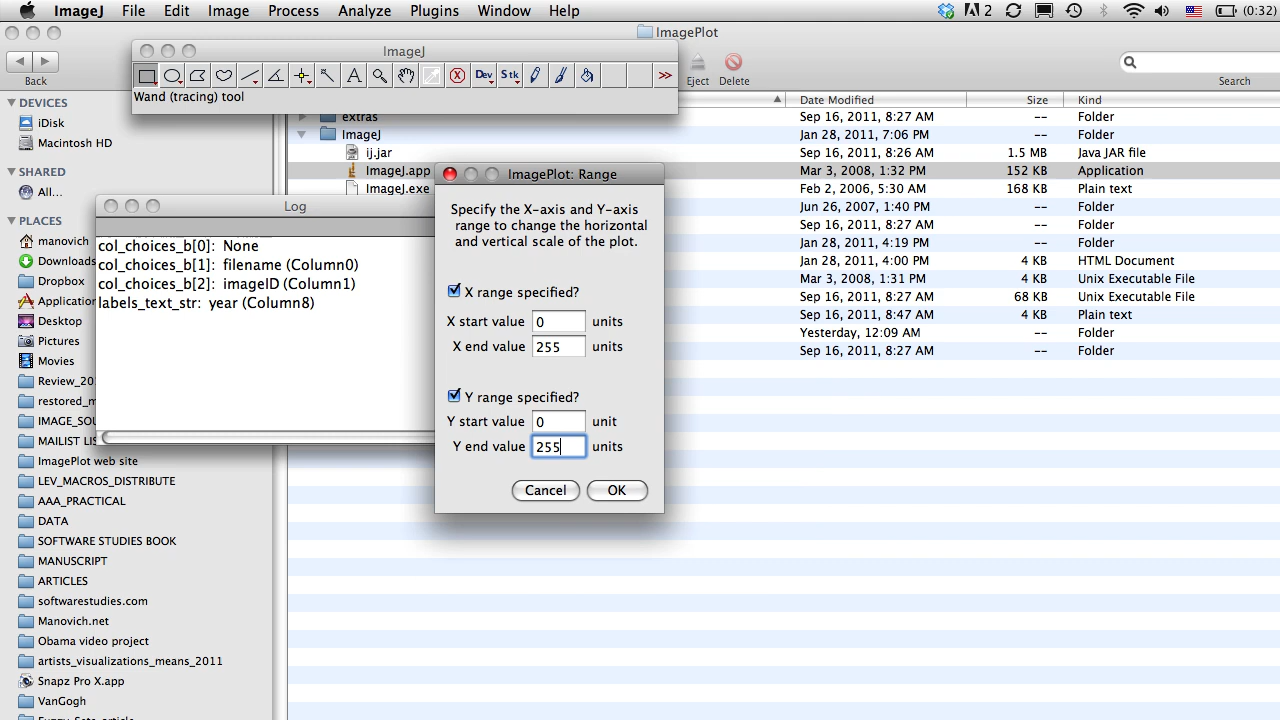 ImageJ File Edit Image Process Analyze Plugins Window Help 2 (0:32)
ImagePlot
Back
Eject
Delete
Search
ImageJ
Dev
Stk
>>
Wand (tracing) tool
Date Modified Size Kind
DEVICES
iDisk
Macintosh HD
SHARED
All...
PLACES
manovich
Downloads
Dropbox
Application
Desktop
Pictures
Movies
Review_20
restored_m
IMAGE_SOU
MAILIST LIS
ImagePlot web site
LEV_MACROS_DISTRIBUTE
AAA_PRACTICAL
DATA
SOFTWARE STUDIES BOOK
MANUSCRIPT
ARTICLES
softwarestudies.com
Manovich.net
Obama video project
artists_visualizations_means_2011
Snapz Pro X.app
VanGogh
Fuzzy-Sets-article
extras Sep 16, 2011, 8:27 AM -- Folder
ImageJ Jan 28, 2011, 7:06 PM -- Folder
ij.jar Sep 16, 2011, 8:26 AM 1.5 MB Java JAR file
ImageJ.app Mar 3, 2008, 1:32 PM 152 KB Application
ImageJ.exe Feb 2, 2006, 5:30 AM 168 KB Plain text
Jun 26, 2007, 1:40 PM -- Folder
Sep 16, 2011, 8:27 AM -- Folder
Jan 28, 2011, 4:19 PM -- Folder
Jan 28, 2011, 4:00 PM 4 KB HTML Document
Mar 3, 2008, 1:31 PM 4 KB Unix Executable File
Sep 16, 2011, 8:27 AM 68 KB Unix Executable File
Sep 16, 2011, 8:47 AM 4 KB Plain text
Yesterday, 12:09 AM -- Folder
Sep 16, 2011, 8:27 AM -- Folder
Log
col_choices_b[0]: None
col_choices_b[1]: filename (Column0)
col_choices_b[2]: imageID (Column1)
labels_text_str: year (Column8)
ImagePlot: Range
Specify the X-axis and Y-axis
range to change the horizontal
and vertical scale of the plot.
X range specified?
X start value 0 units
X end value 255 units
Y range specified?
Y start value 0 unit
Y end value 255 units
Cancel OK